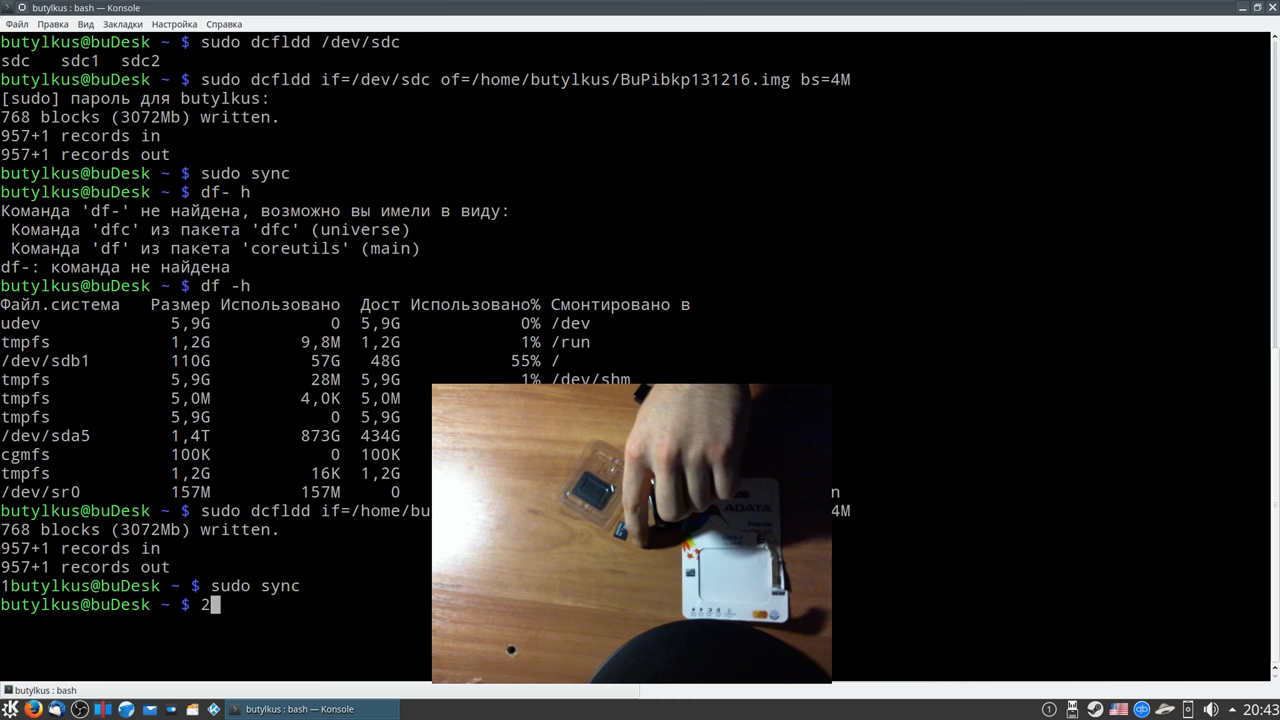 butylkus : bash — Konsole
Файл Правка Вид Закладки Настройка Справка
butylkus@buDesk ~ $ sudo dcfldd /dev/sdc
sdc sdc1 sdc2
butylkus@buDesk ~ $ sudo dcfldd if=/dev/sdc of=/home/butylkus/BuPibkp131216.img bs=4M
[sudo] пароль для butylkus:
768 blocks (3072Mb) written.
957+1 records in
957+1 records out
butylkus@buDesk ~ $ sudo sync
butylkus@buDesk ~ $ df- h
Команда 'df-' не найдена, возможно вы имели в виду:
Команда 'dfc' из пакета 'dfc' (universe)
Команда 'df' из пакета 'coreutils' (main)
df-: команда не найдена
butylkus@buDesk ~ $ df -h
Файл.система Размер Использовано Дост Использовано% Смонтировано в
udev 5,9G 0 5,9G 0% /dev
tmpfs 1,2G 9,8M 1,2G 1% /run
/dev/sdb1 110G 57G 48G 55% /
tmpfs 5,9G 28M 5,9G 1% /dev/shm
tmpfs 5,0M 4,0K 5,0M
tmpfs 5,9G 0 5,9G
/dev/sda5 1,4T 873G 434G
cgmfs 100K 0 100K
tmpfs 1,2G 16K 1,2G
/dev/sr0 157M 157M 0 n
butylkus@buDesk ~ $ sudo dcfldd if=/home/bu 4M
768 blocks (3072Mb) written.
957+1 records in
957+1 records out
1butylkus@buDesk ~ $ sudo sync
butylkus@buDesk ~ $ 2
ADATA
Premier
butylkus : bash
butylkus : bash — Konsole
1
20:43